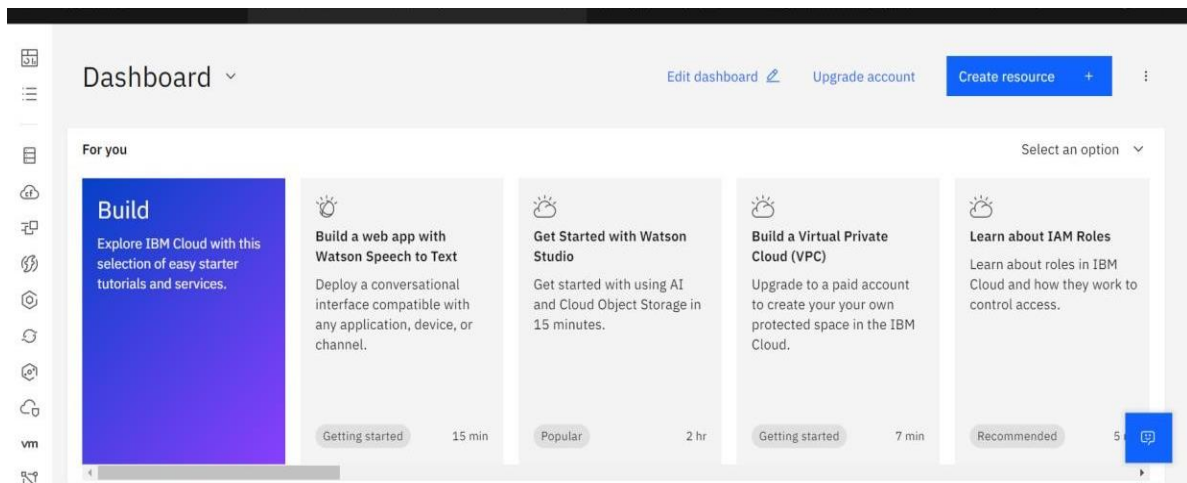 Dashboard
Edit dashboard
Upgrade account
Create resource +
For you
Select an option
Build
Explore IBM Cloud with this
selection of easy starter
tutorials and services.
Build a web app with
Watson Speech to Text
Deploy a conversational
interface compatible with
any application, device, or
channel.
Getting started
15 min
Get Started with Watson
Studio
Get started with using AI
and Cloud Object Storage in
15 minutes.
Popular
2 hr
Build a Virtual Private
Cloud (VPC)
Upgrade to a paid account
to create your your own
protected space in the IBM
Cloud.
Getting started
7 min
Learn about IAM Roles
Learn about roles in IBM
Cloud and how they work to
control access.
Recommended
5
cf
vm